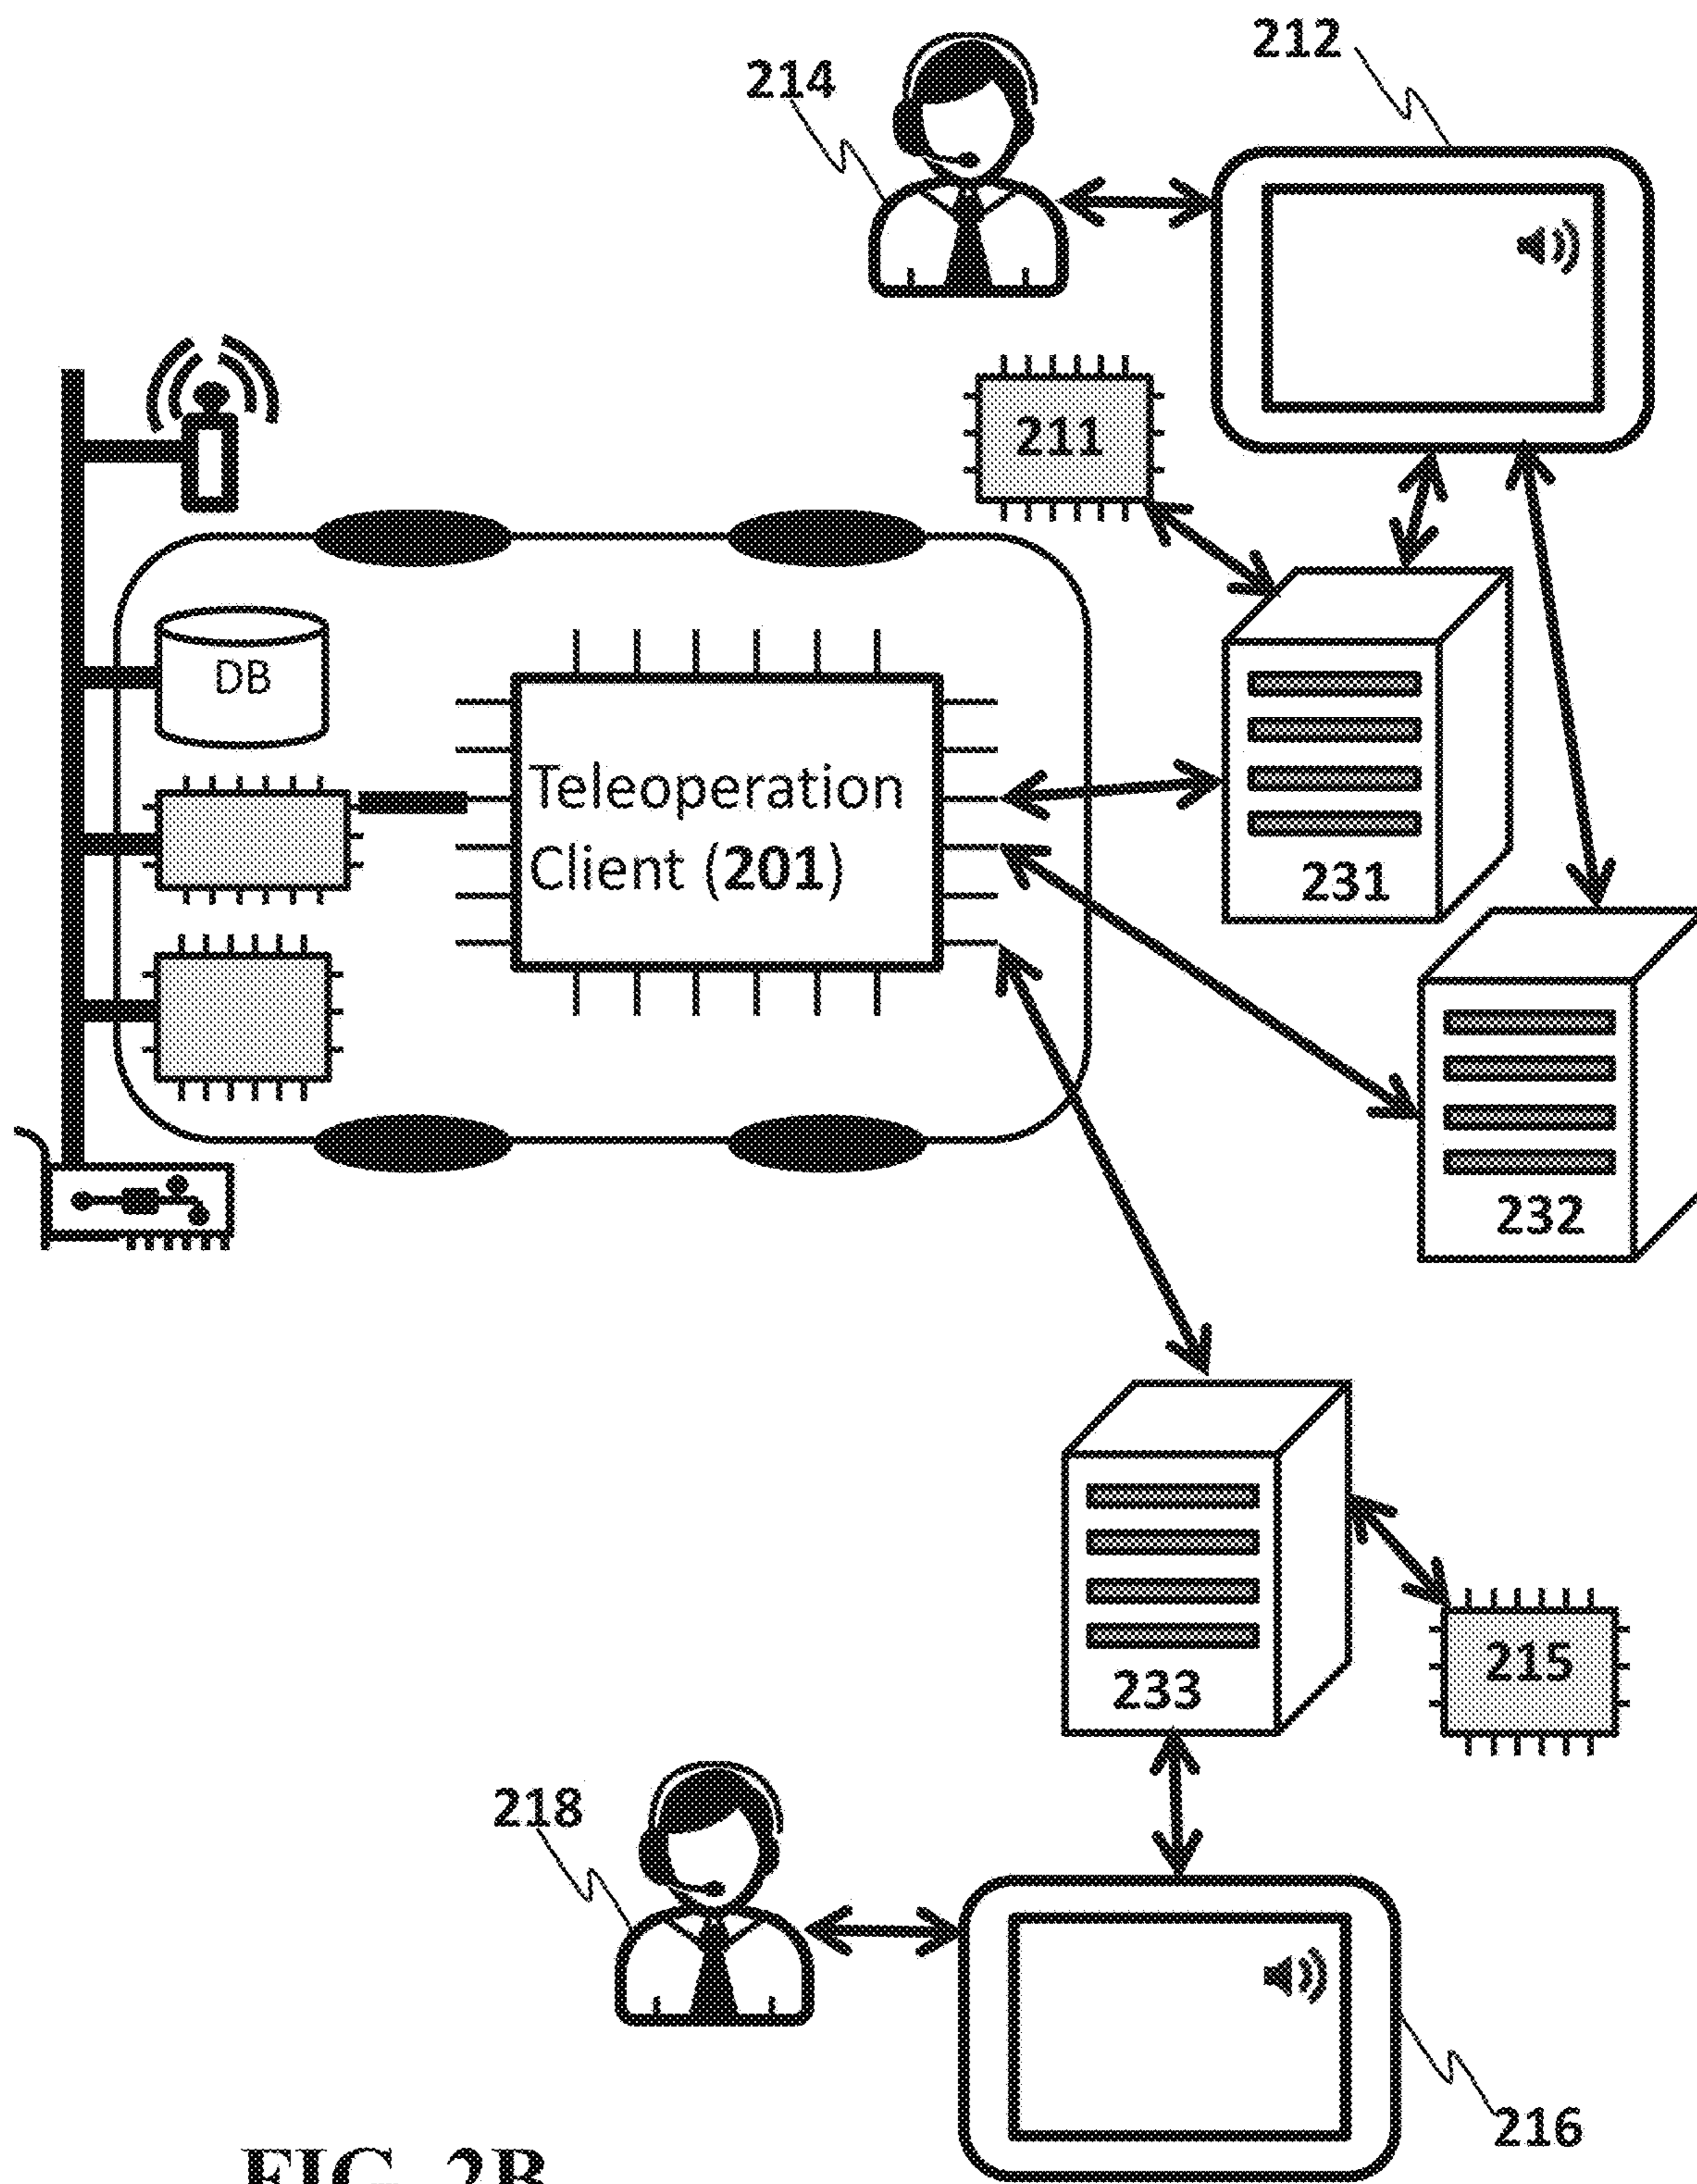 212
214
211
DB
Teleoperation
Client (201)
231
232
233
215
218
216
FIG. 2B